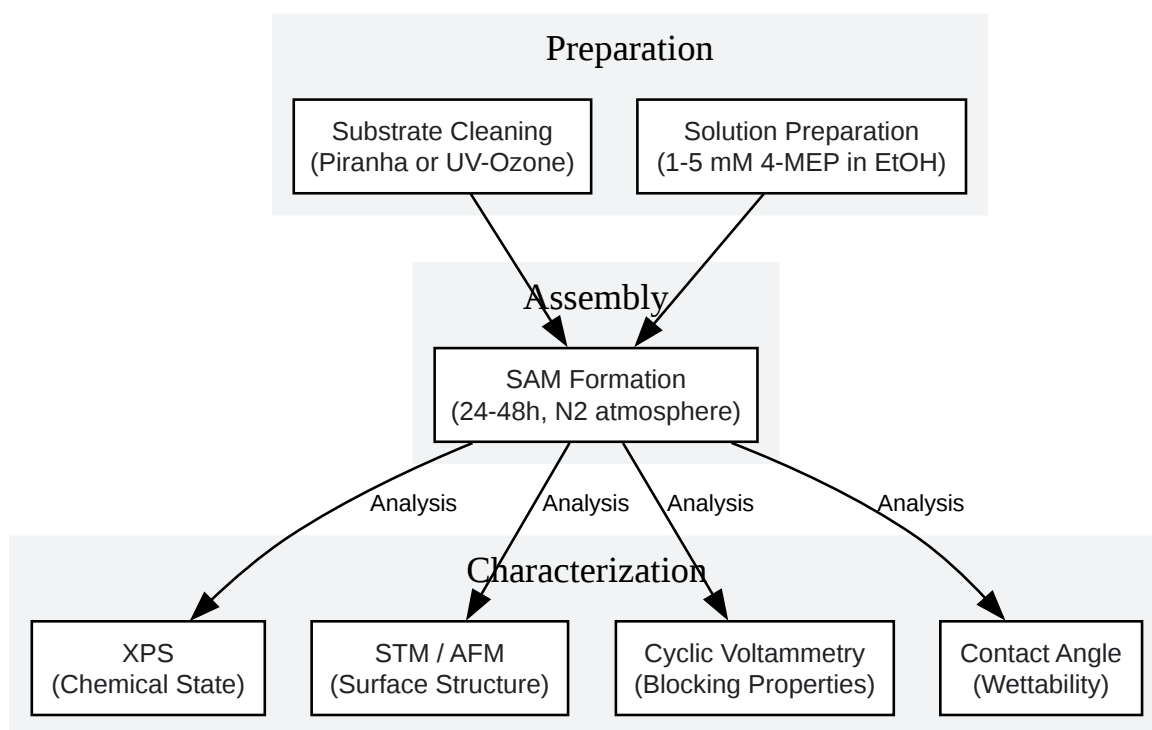 Preparation
Substrate Cleaning
(Piranha or UV-Ozone)
Solution Preparation
(1-5 mM 4-MEP in EtOH)
Assembly
SAM Formation
(24-48h, N2 atmosphere)
Analysis
Analysis
Analysis
Analysis
Characterization
XPS
(Chemical State)
STM / AFM
(Surface Structure)
Cyclic Voltammetry
(Blocking Properties)
Contact Angle
(Wettability)